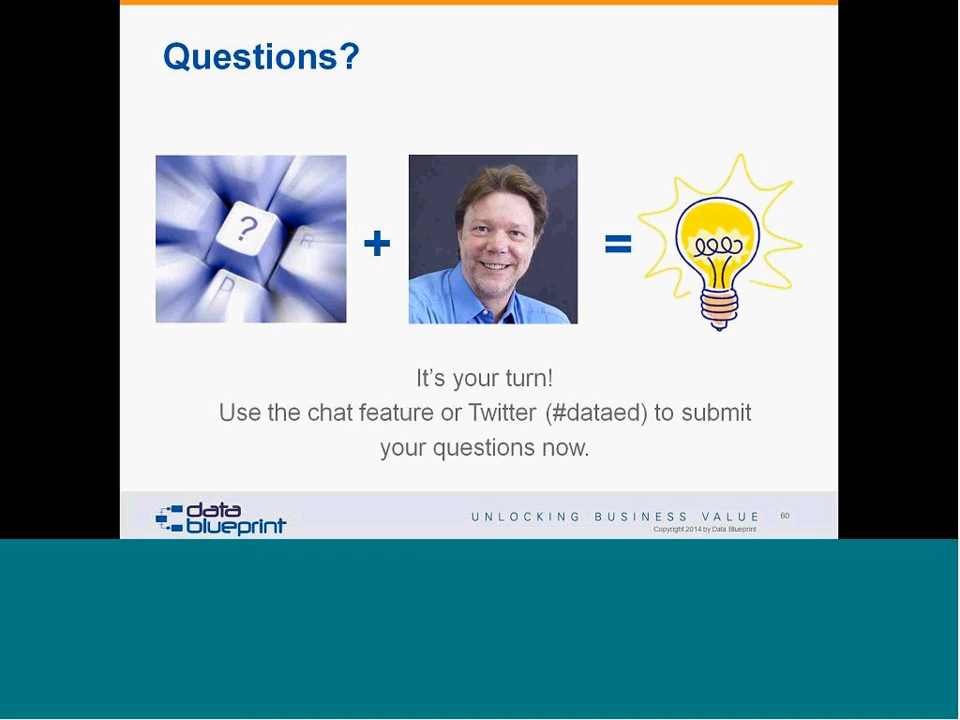 Questions?
?
R
+
=
It's your turn!
Use the chat feature or Twitter (#dataed) to submit
your questions now.
data
blueprint
UNLOCKING BUSINESS VALUE
60
Copyright 2014 by Data Blueprint